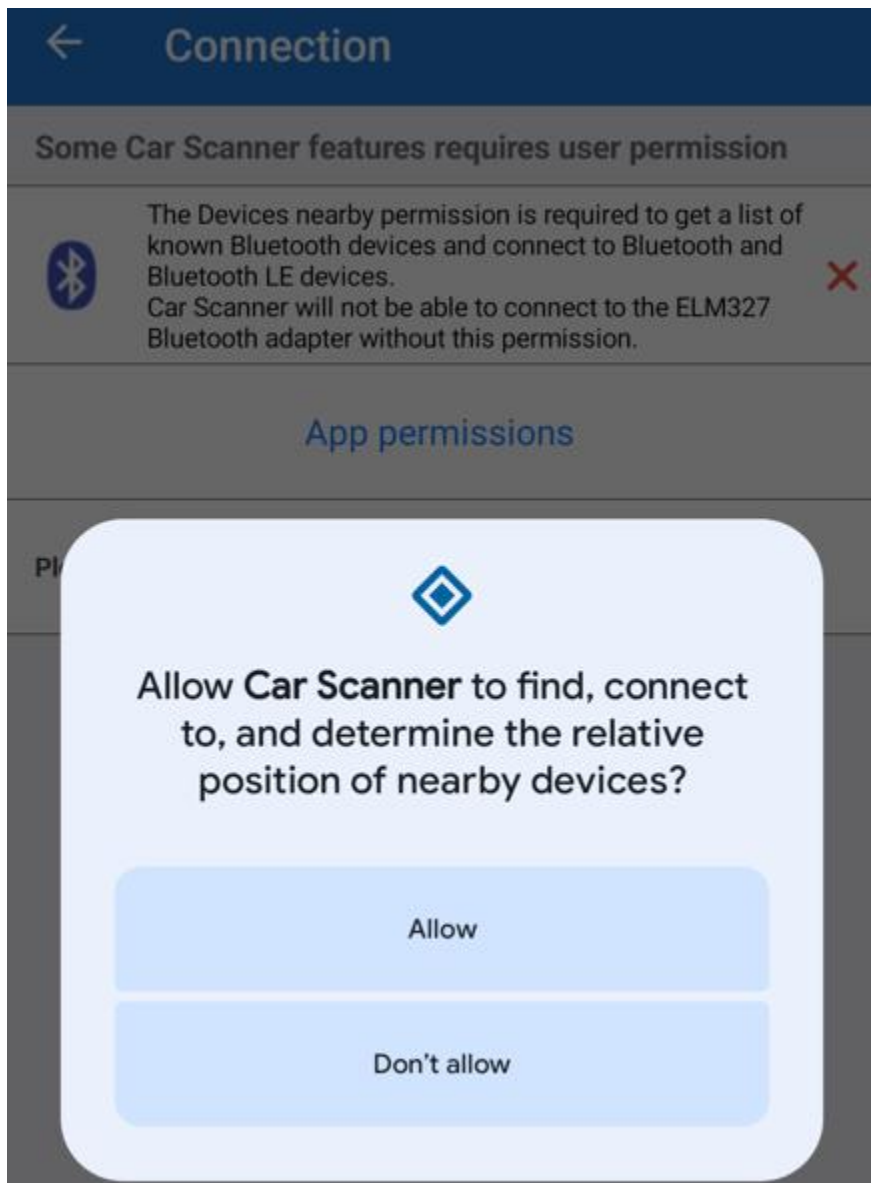 Connection
Some Car Scanner features requires user permission
The Devices nearby permission is required to get a list of
known Bluetooth devices and connect to Bluetooth and
Bluetooth LE devices.
Car Scanner will not be able to connect to the ELM327
Bluetooth adapter without this permission.
App permissions
Allow Car Scanner to find, connect
to, and determine the relative
position of nearby devices?
Allow
Don't allow